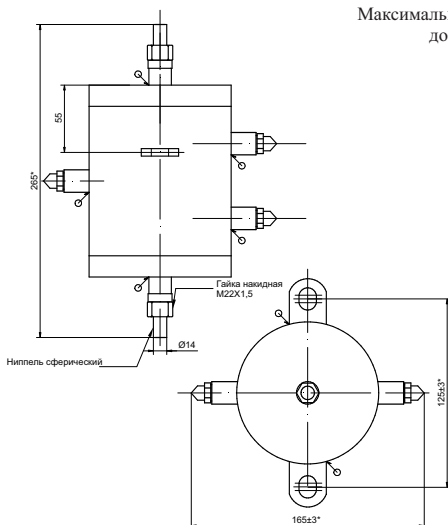 Максималь
до
55
265*
Гайка накидная
М22Х1,5
Ø14
Ниппель сферический
125±3*
165±3*